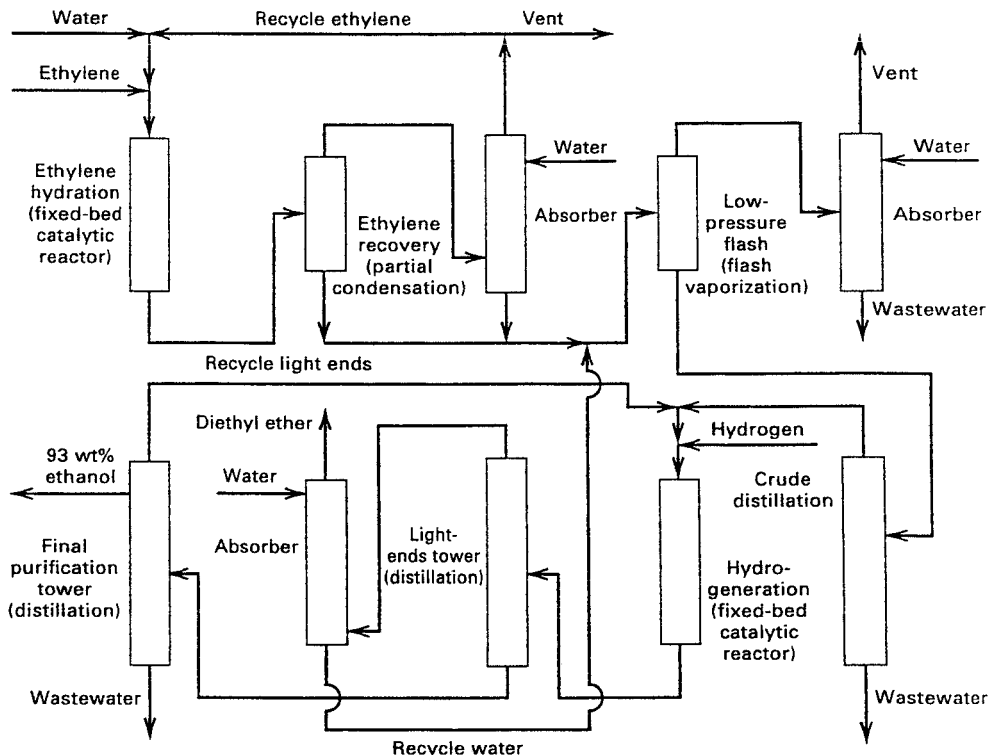 Water
Recycle ethylene
Vent
Ethylene
Vent
Water
Water
Ethylene
hydration
(fixed-bed
catalytic
reactor)
Ethylene
recovery
(partial
condensation)
Absorber
Low-
pressure
flash
(flash
vaporization)
Absorber
Wastewater
Recycle light ends
Diethyl ether
Hydrogen
93 wt%
ethanol
Water
Crude
distillation
Final
purification
tower
(distillation)
Absorber
Light-
ends tower
(distillation)
Hydro-
generation
(fixed-bed
catalytic
reactor)
Wastewater
Wastewater
Recycle water